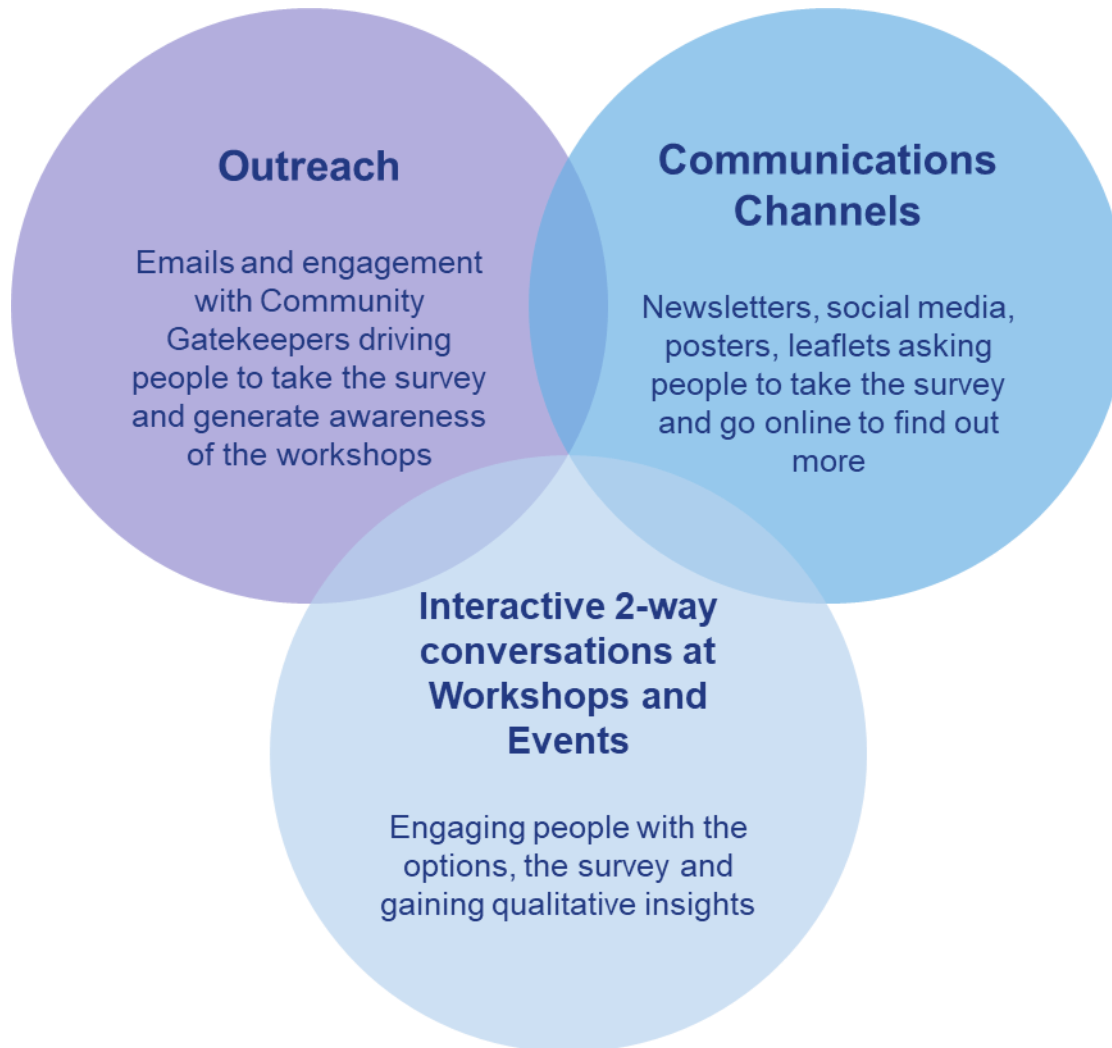 Outreach
Emails and engagement
with Community
Gatekeepers driving
people to take the survey
and generate awareness
of the workshops
Communications
Channels
Newsletters, social media,
posters, leaflets asking
people to take the survey
and go online to find out
more
Interactive 2-way
conversations at
Workshops and
Events
Engaging people with the
options, the survey and
gaining qualitative insights